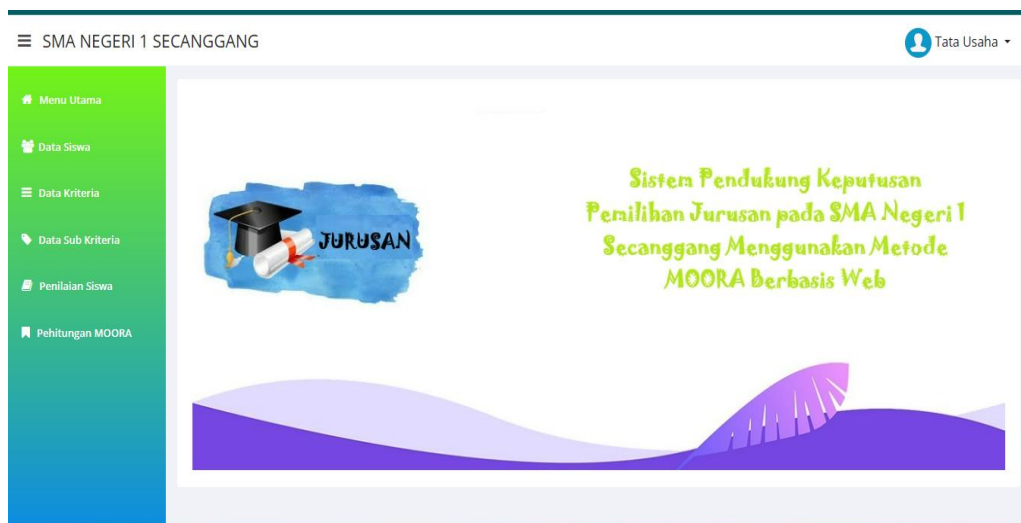 SMA NEGERI 1 SECANGGANG
Tata Usaha
Menu Utama
Data Siswa
Data Kriteria
Data Sub Kriteria
Penilaian Siswa
Pehitungan MOORA
JURUSAN
Sistem Pendukung Keputusan
Pemilihan Jurusan pada SMA Negeri 1
Secanggang Menggunakan Metode
MOORA Berbasis Web